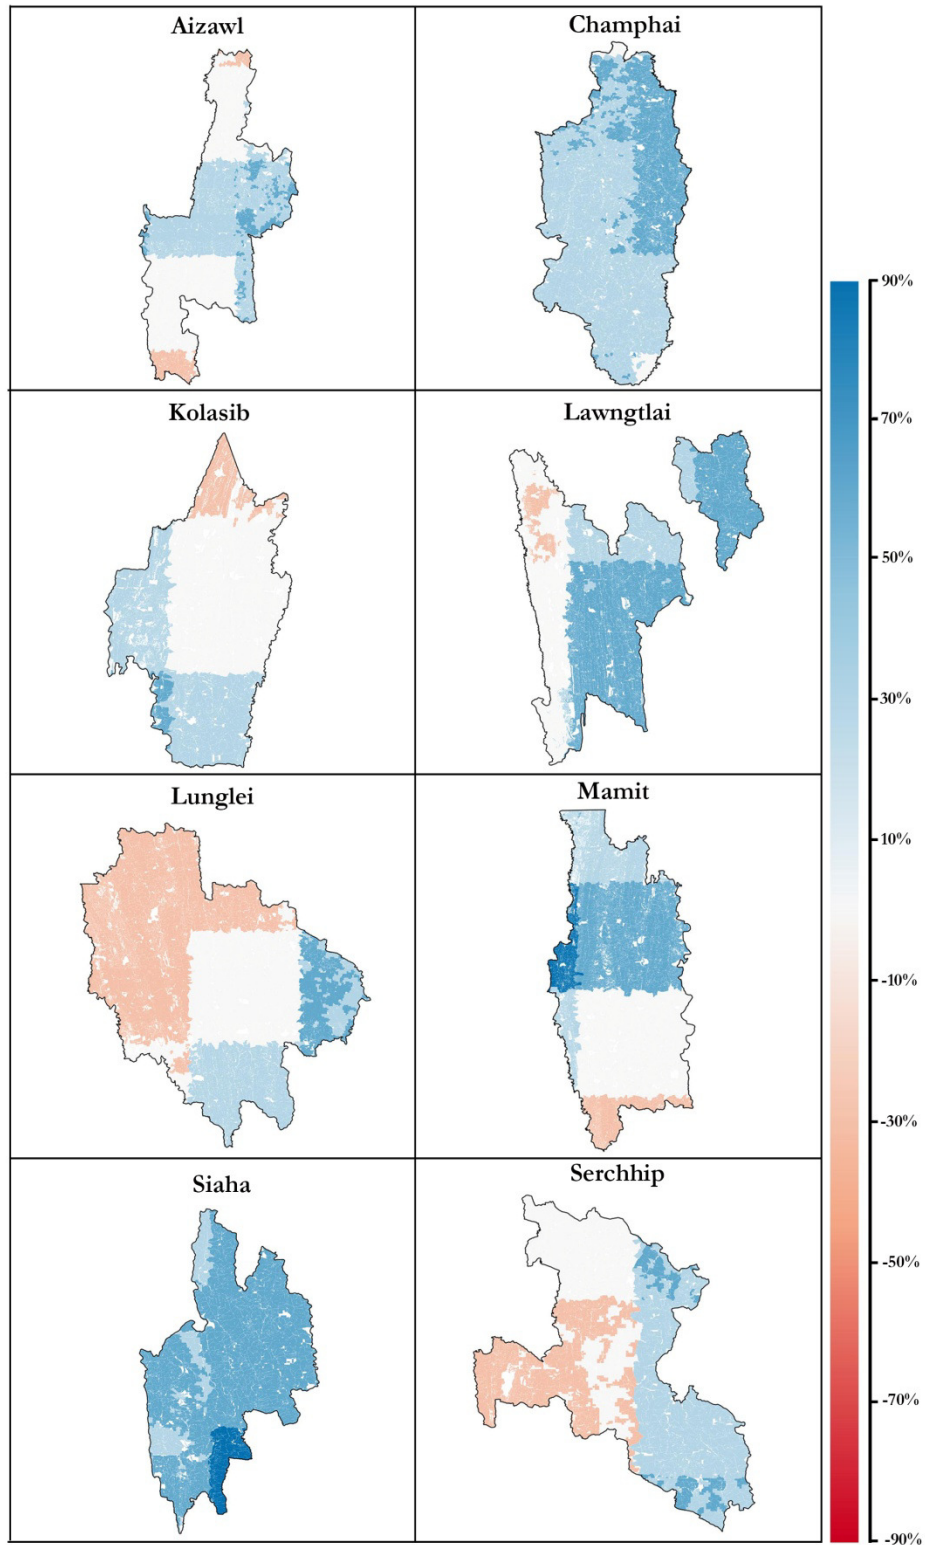 Aizawl
Champhai
Kolasib
Lawngtlai
Lunglei
Mamit
Siaha
Serchhip
90%
70%
50%
30%
10%
-10%
-30%
-50%
-70%
-90%